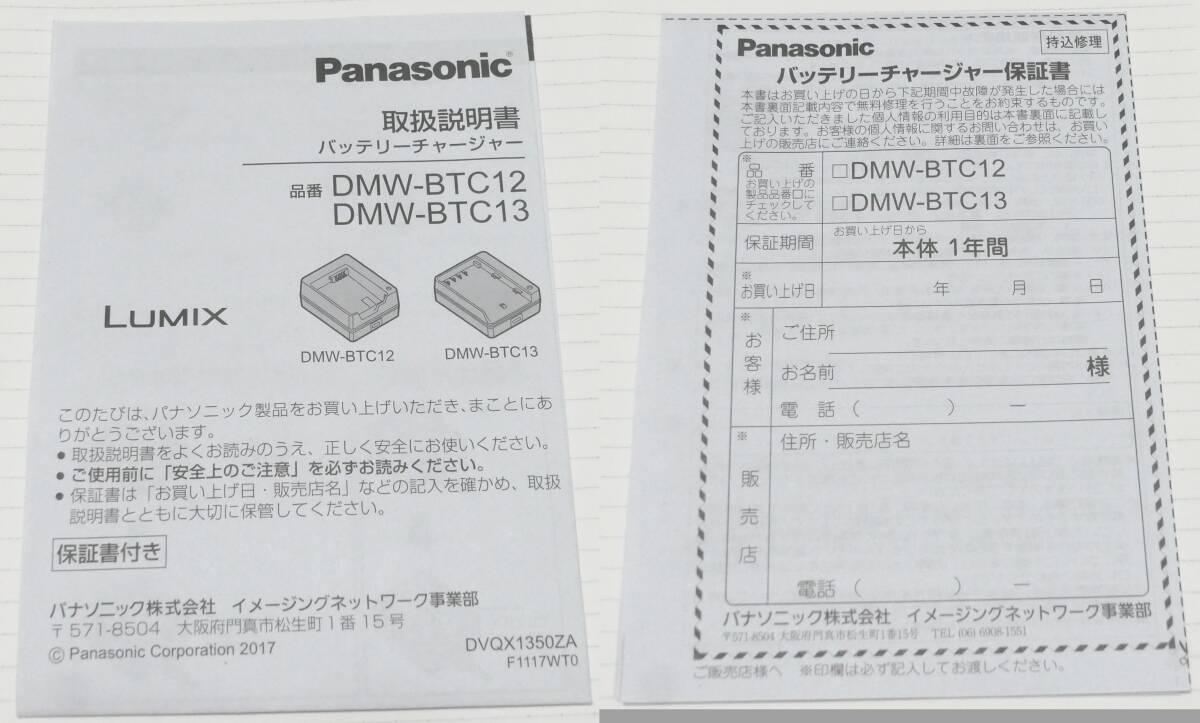 Panasonic®
取扱説明書
バッテリーチャージャー
品番 DMW-BTC12
DMW-BTC13
LUMIX
DMW-BTC12
DMW-BTC13
このたびは、パナソニック製品をお買い上げいただき、まことにあ
りがとうございます。
● 取扱説明書をよくお読みのうえ、正しく安全にお使いください。
● ご使用前に「安全上のご注意」を必ずお読みください。
● 保証書は「お買い上げ日・販売店名」などの記入を確かめ、取扱
説明書とともに大切に保管してください。
保証書付き
パナソニック株式会社 イメージングネットワーク事業部
〒571-8504 大阪府門真市松生町1番15号
© Panasonic Corporation 2017
DVQX1350ZA
F1117WT0
Panasonic
持込修理
バッテリーチャージャー保証書
本書はお買い上げの日から下記期間中故障が発生した場合には
本書裏面記載内容で無料修理を行うことをお約束するものです。
ご記入いただきました個人情報の利用目的は本書裏面に記載し
ております。お客様の個人情報に関するお問い合わせは、お買い
上げの販売店にご連絡ください。詳細は裏面をご参照ください。
※
品番
お買い上げの
製品品番□に
チェックして
ください。
□DMW-BTC12
□DMW-BTC13
保証期間
お買い上げ日から
本体 1年間
※
お買い上げ日
年 月 日
※
お客様
ご住所
お名前 様
電話 ( ) ー
※
販売店
住所・販売店名
電話 ( ) ー
パナソニック株式会社 イメージングネットワーク事業部
〒571-8504 大阪府門真市松生町1番15号 TEL (06) 6908-1551
ご販売店様へ ※印欄は必ず記入してお渡しください。